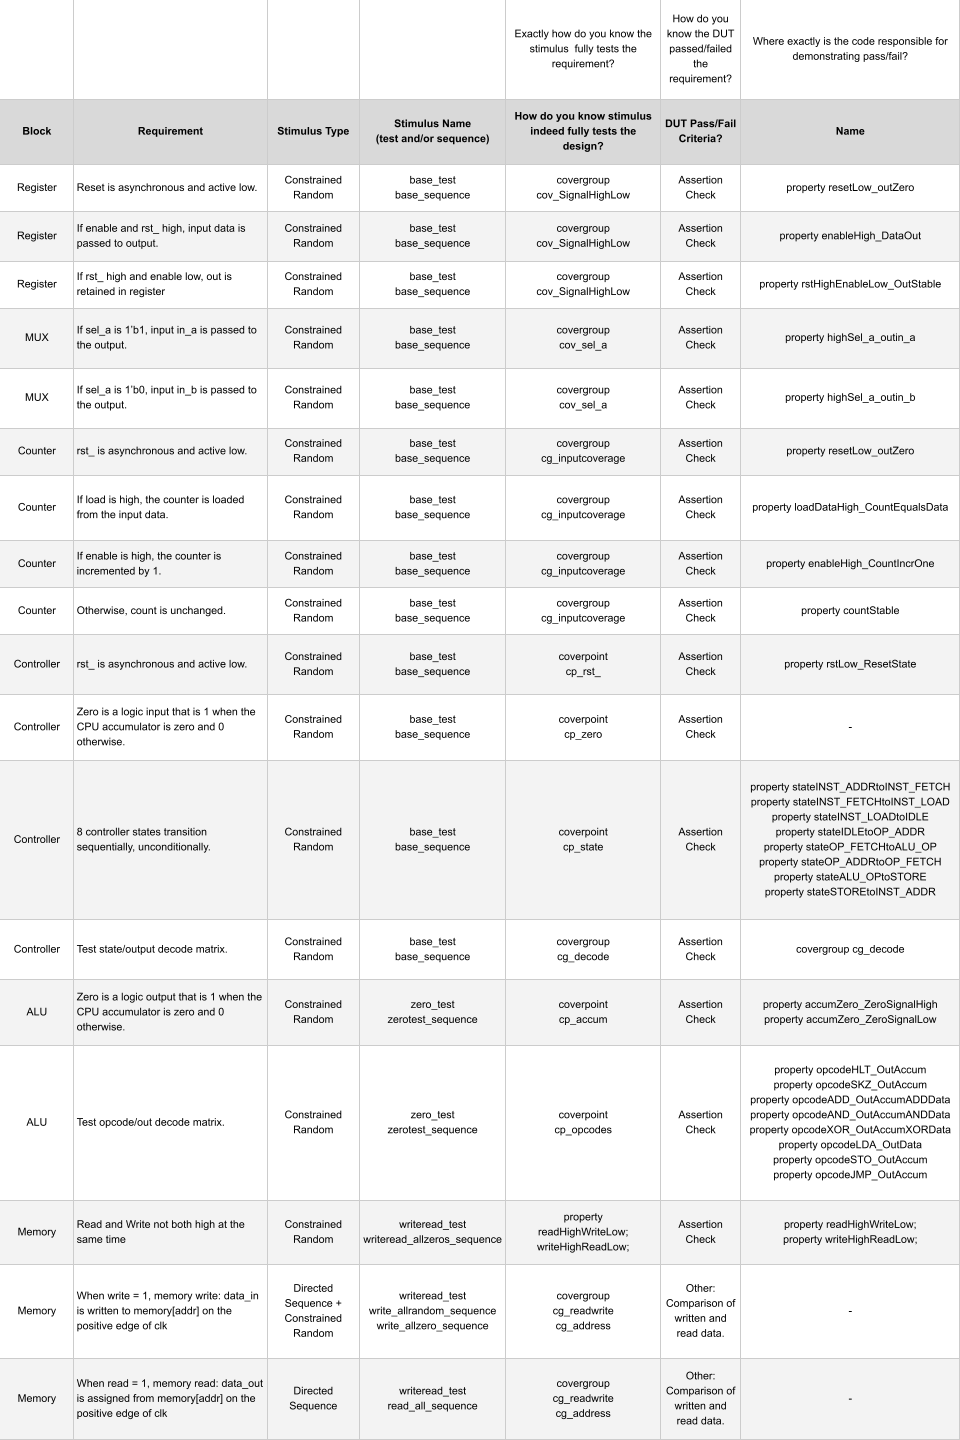 Exactly how do you know the
stimulus fully tests the
requirement?
How do you
know the DUT
passed/failed
the
requirement?
Where exactly is the code responsible for
demonstrating pass/fail?
Block
Requirement
Stimulus Type
Stimulus Name
(test and/or sequence)
How do you know stimulus
indeed fully tests the
design?
DUT Pass/Fail
Criteria?
Name
Register
Reset is asynchronous and active low.
Constrained
Random
base_test
base_sequence
covergroup
cov_SignalHighLow
Assertion
Check
property resetLow_outZero
Register
If enable and rst_ high, input data is
passed to output.
Constrained
Random
base_test
base_sequence
covergroup
cov_SignalHighLow
Assertion
Check
property enableHigh_DataOut
Register
If rst_ high and enable low, out is
retained in register
Constrained
Random
base_test
base_sequence
covergroup
cov_SignalHighLow
Assertion
Check
property rstHighEnableLow_OutStable
MUX
If sel_a is 1'b1, input in_a is passed to
the output.
Constrained
Random
base_test
base_sequence
covergroup
cov_sel_a
Assertion
Check
property highSel_a_outin_a
MUX
If sel_a is 1'b0, input in_b is passed to
the output.
Constrained
Random
base_test
base_sequence
covergroup
cov_sel_a
Assertion
Check
property highSel_a_outin_b
Counter
rst_ is asynchronous and active low.
Constrained
Random
base_test
base_sequence
covergroup
cg_inputcoverage
Assertion
Check
property resetLow_outZero
Counter
If load is high, the counter is loaded
from the input data.
Constrained
Random
base_test
base_sequence
covergroup
cg_inputcoverage
Assertion
Check
property loadDataHigh_CountEqualsData
Counter
If enable is high, the counter is
incremented by 1.
Constrained
Random
base_test
base_sequence
covergroup
cg_inputcoverage
Assertion
Check
property enableHigh_CountIncrOne
Counter
Otherwise, count is unchanged.
Constrained
Random
base_test
base_sequence
covergroup
cg_inputcoverage
Assertion
Check
property countStable
Controller
rst_ is asynchronous and active low.
Constrained
Random
base_test
base_sequence
coverpoint
cp_rst_
Assertion
Check
property rstLow_ResetState
Controller
Zero is a logic input that is 1 when the
CPU accumulator is zero and 0
otherwise.
Constrained
Random
base_test
base_sequence
coverpoint
cp_zero
Assertion
Check
-
Controller
8 controller states transition
sequentially, unconditionally.
Constrained
Random
base_test
base_sequence
coverpoint
cp_state
Assertion
Check
property stateINST_ADDRtoINST_FETCH
property stateINST_FETCHtoINST_LOAD
property stateINST_LOADtoIDLE
property stateIDLEtoOP_ADDR
property stateOP_FETCHtoALU_OP
property stateOP_ADDRtoOP_FETCH
property stateALU_OPtoSTORE
property stateSTOREtoINST_ADDR
Controller
Test state/output decode matrix.
Constrained
Random
base_test
base_sequence
covergroup
cg_decode
Assertion
Check
covergroup cg_decode
ALU
Zero is a logic output that is 1 when the
CPU accumulator is zero and 0
otherwise.
Constrained
Random
zero_test
zerotest_sequence
coverpoint
cp_accum
Assertion
Check
property accumZero_ZeroSignalHigh
property accumZero_ZeroSignalLow
ALU
Test opcode/out decode matrix.
Constrained
Random
zero_test
zerotest_sequence
coverpoint
cp_opcodes
Assertion
Check
property opcodeHLT_OutAccum
property opcodeSKZ_OutAccum
property opcodeADD_OutAccumADDData
property opcodeAND_OutAccumANDData
property opcodeXOR_OutAccumXORData
property opcodeLDA_OutData
property opcodeSTO_OutAccum
property opcodeJMP_OutAccum
Memory
Read and Write not both high at the
same time
Constrained
Random
writeread_test
writeread_allzeros_sequence
property
readHighWriteLow;
writeHighReadLow;
Assertion
Check
property readHighWriteLow;
property writeHighReadLow;
Memory
When write = 1, memory write: data_in
is written to memory[addr] on the
positive edge of clk
Directed
Sequence +
Constrained
Random
writeread_test
write_allrandom_sequence
write_allzero_sequence
covergroup
cg_readwrite
cg_address
Other:
Comparison of
written and
read data.
-
Memory
When read = 1, memory read: data_out
is assigned from memory[addr] on the
positive edge of clk
Directed
Sequence
writeread_test
read_all_sequence
covergroup
cg_readwrite
cg_address
Other:
Comparison of
written and
read data.
-